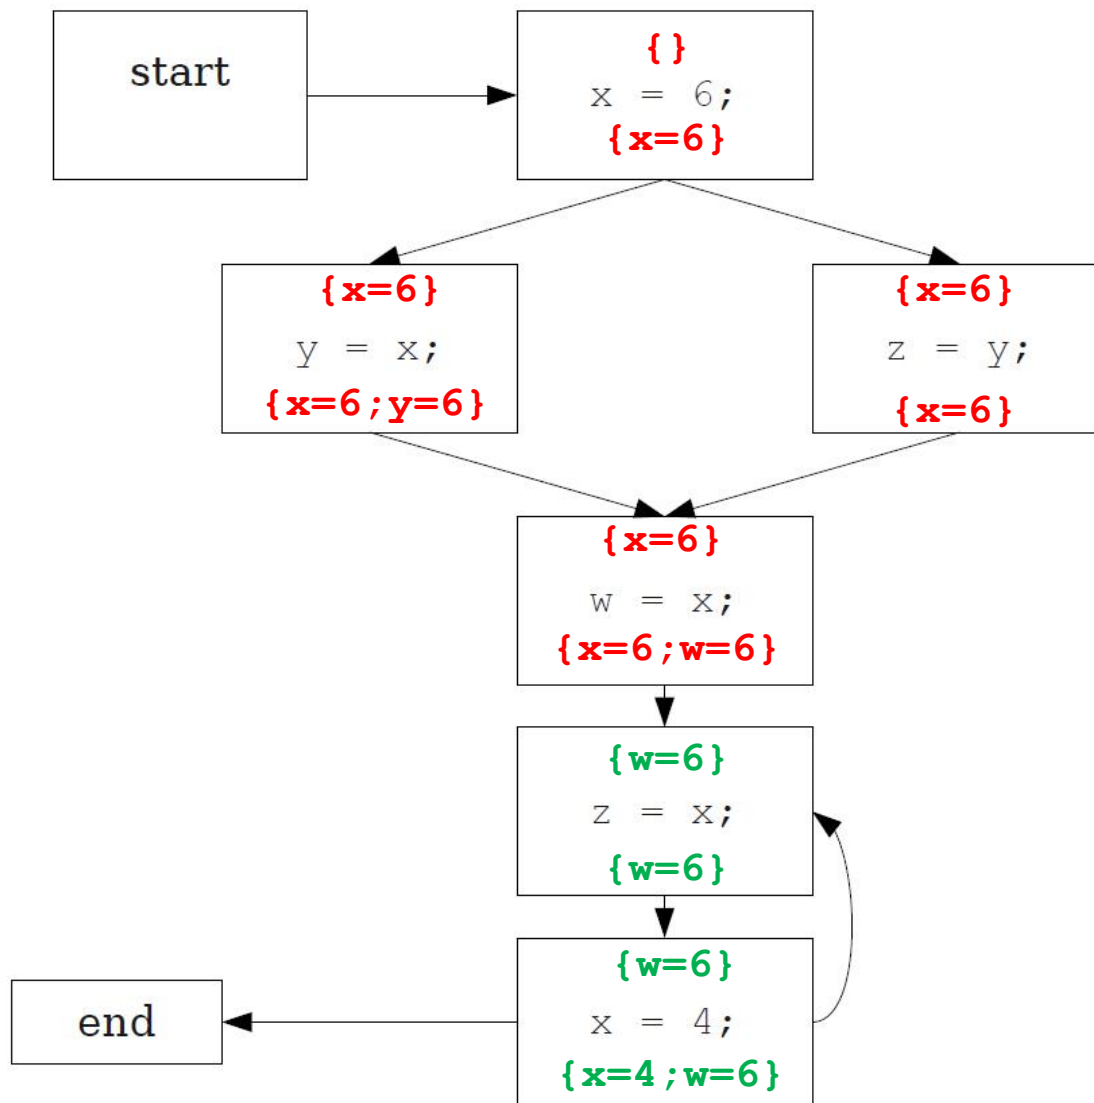 start
{}
x = 6;
{x=6}
{x=6}
y = x;
{x=6;y=6}
{x=6}
z = y;
{x=6}
{x=6}
w = x;
{x=6;w=6}
{w=6}
z = x;
{w=6}
{w=6}
x = 4;
{x=4;w=6}
end